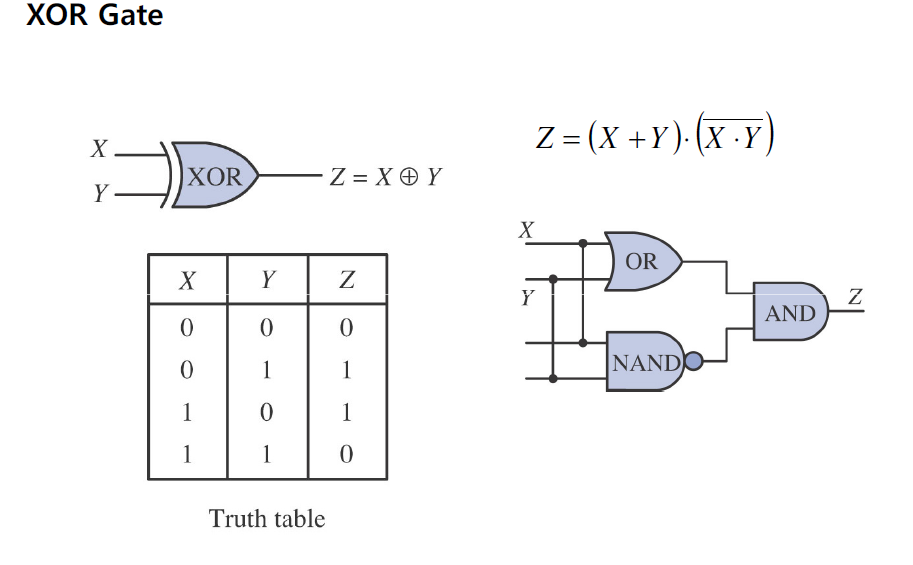 XOR Gate
X
Y
XOR
Z = X ⊕ Y
X Y Z
0 0 0
0 1 1
1 0 1
1 1 0
Truth table
Z = (X + Y) · (X̅ ̅·̅ ̅Y̅)
X
Y
OR
NAND
AND
Z